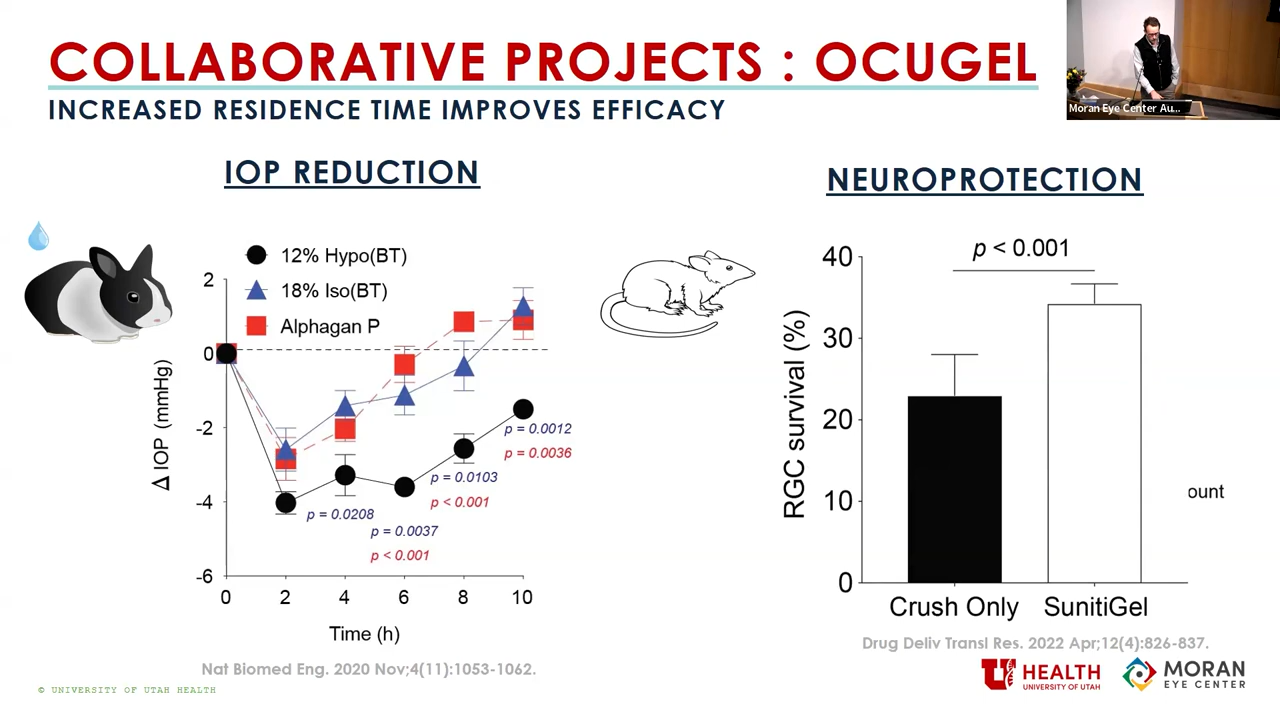 COLLABORATIVE PROJECTS : OCUGEL
INCREASED RESIDENCE TIME IMPROVES EFFICACY
Moran Eye Center Au...
IOP REDUCTION
12% Hypo(BT)
18% Iso(BT)
Alphagan P
2
0
-2
-4
-6
Δ IOP (mmHg)
p = 0.0208
p = 0.0037
p < 0.001
p = 0.0103
p < 0.001
p = 0.0012
p = 0.0036
0 2 4 6 8 10
Time (h)
Nat Biomed Eng. 2020 Nov;4(11):1053-1062.
NEUROPROTECTION
p < 0.001
40
30
20
10
0
RGC survival (%)
ount
Crush Only SunitiGel
Drug Deliv Transl Res. 2022 Apr;12(4):826-837.
© UNIVERSITY OF UTAH HEALTH
U HEALTH
UNIVERSITY OF UTAH
MORAN
EYE CENTER